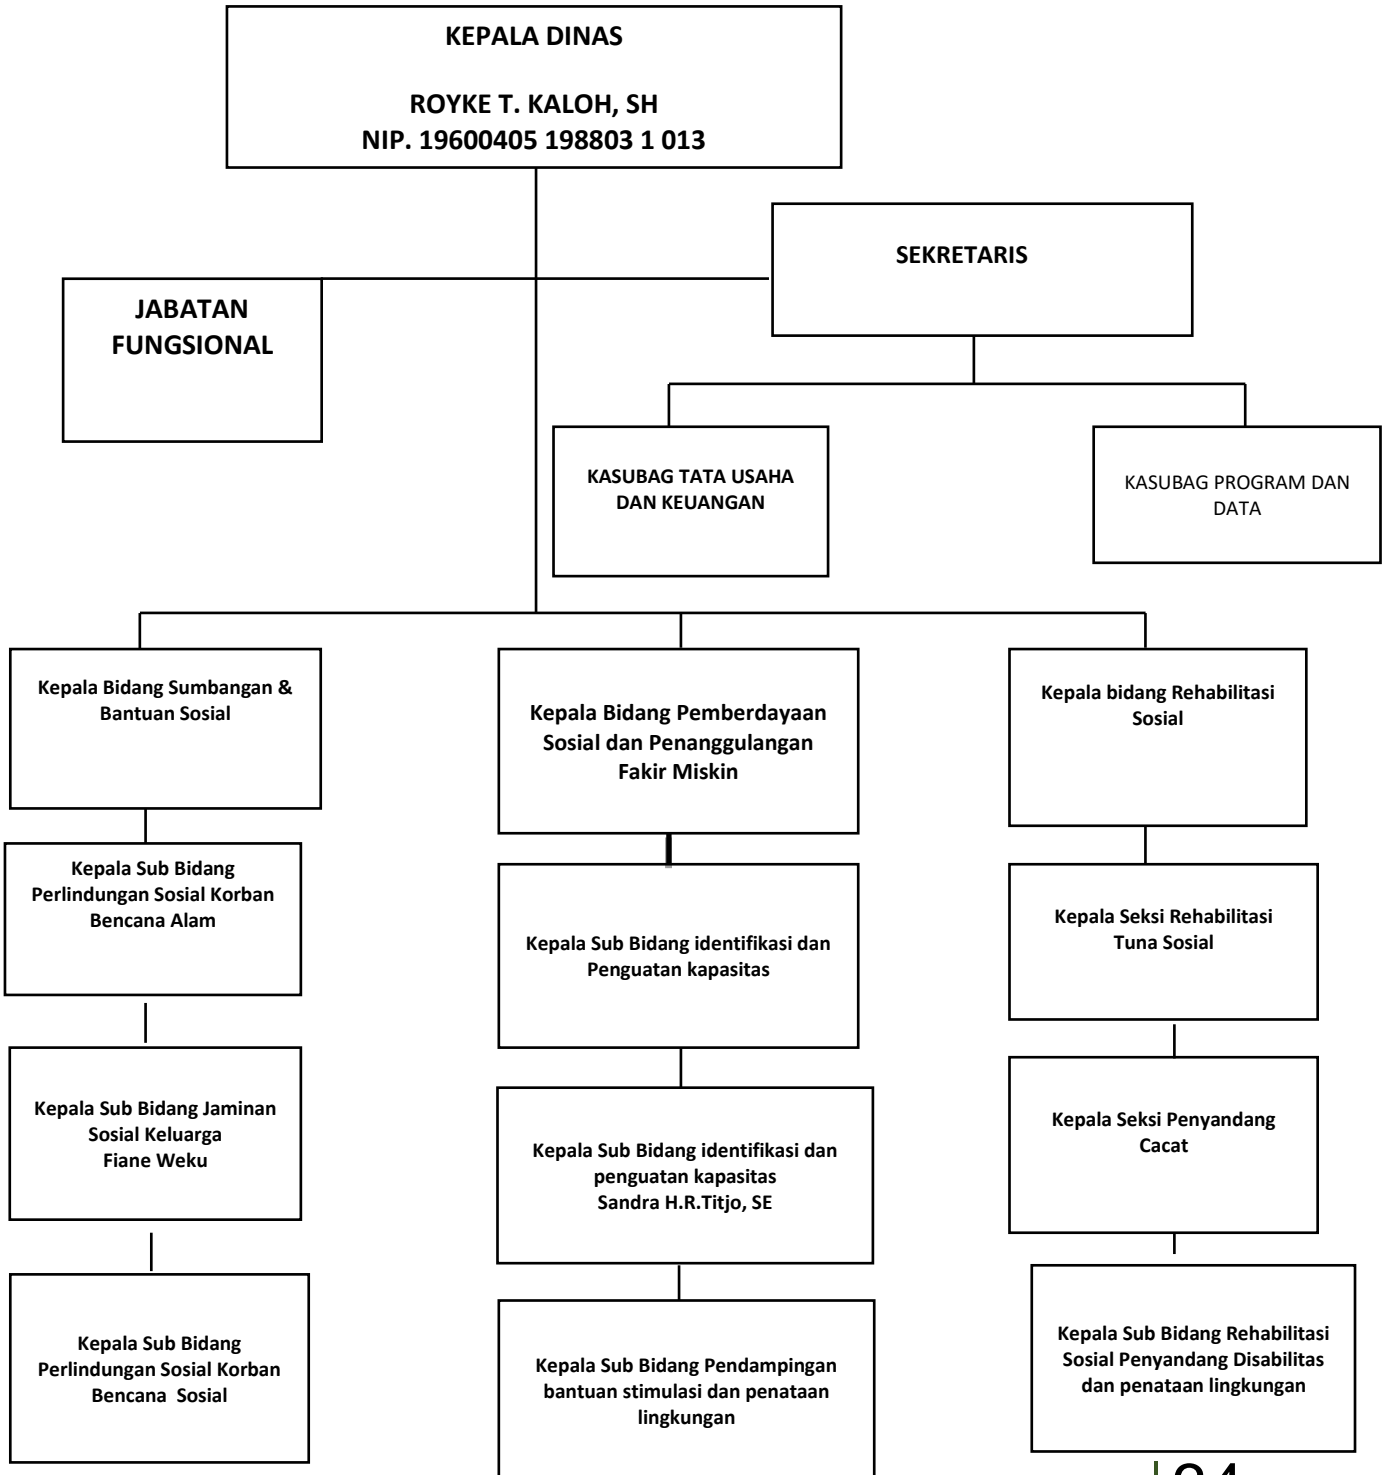 KEPALA DINAS
ROYKE T. KALOH, SH
NIP. 19600405 198803 1 013
SEKRETARIS
JABATAN
FUNGSIONAL
KASUBAG TATA USAHA
DAN KEUANGAN
KASUBAG PROGRAM DAN
DATA
Kepala Bidang Sumbangan &
Bantuan Sosial
Kepala Bidang Pemberdayaan
Sosial dan Penanggulangan
Fakir Miskin
Kepala bidang Rehabilitasi
Sosial
Kepala Sub Bidang
Perlindungan Sosial Korban
Bencana Alam
Kepala Sub Bidang identifikasi dan
Penguatan kapasitas
Kepala Seksi Rehabilitasi
Tuna Sosial
Kepala Sub Bidang Jaminan
Sosial Keluarga
Fiane Weku
Kepala Sub Bidang identifikasi dan
penguatan kapasitas
Sandra H.R.Titjo, SE
Kepala Seksi Penyandang
Cacat
Kepala Sub Bidang
Perlindungan Sosial Korban
Bencana  Sosial
Kepala Sub Bidang Pendampingan
bantuan stimulasi dan penataan
lingkungan
Kepala Sub Bidang Rehabilitasi
Sosial Penyandang Disabilitas
dan penataan lingkungan